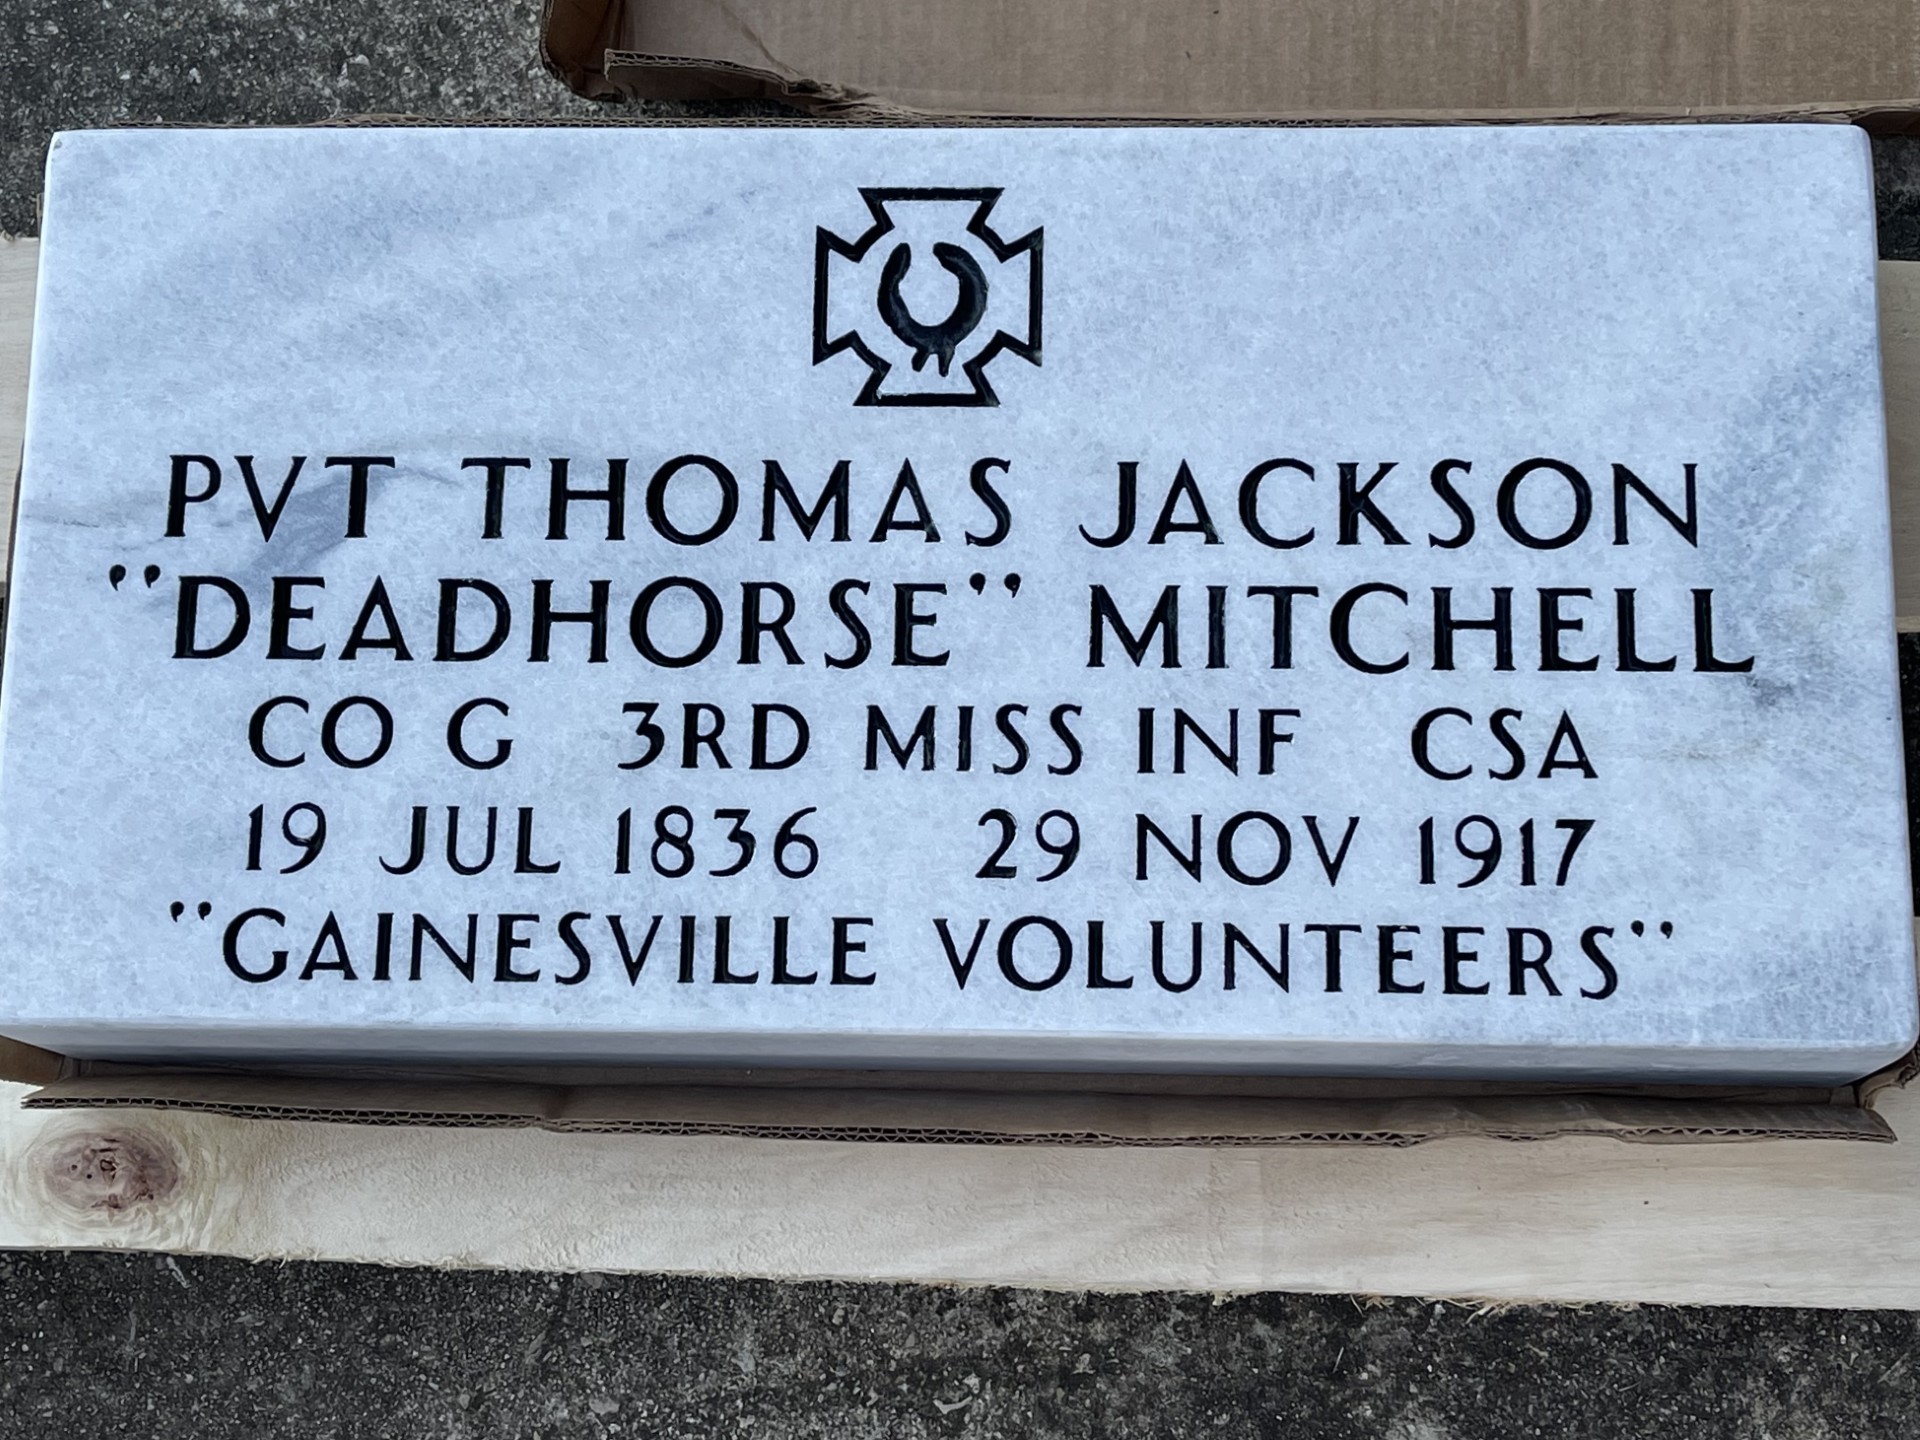 PVT THOMAS JACKSON
"DEADHORSE" MITCHELL
CO G 3RD MISS INF CSA
19 JUL 1836 29 NOV 1917
"GAINESVILLE VOLUNTEERS"